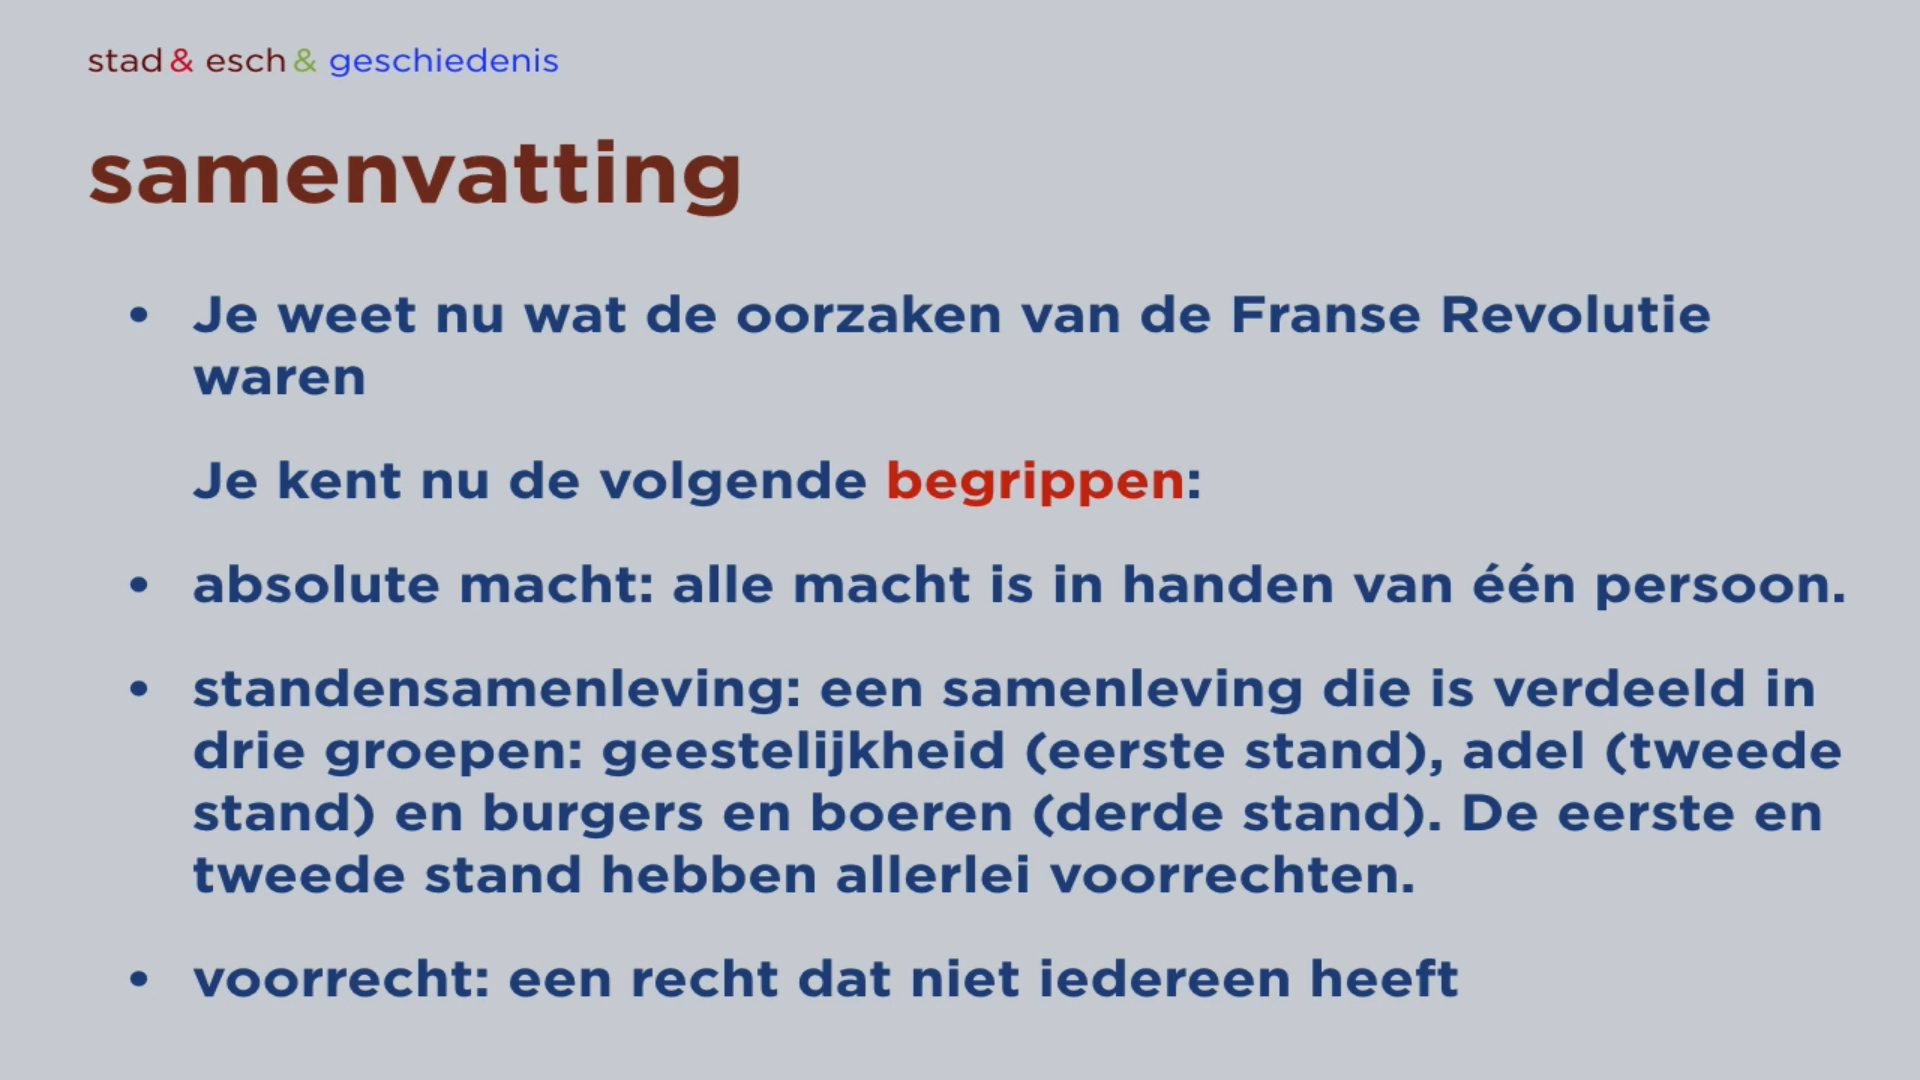 stad & esch & geschiedenis
samenvatting
• Je weet nu wat de oorzaken van de Franse Revolutie
waren
Je kent nu de volgende begrippen:
• absolute macht: alle macht is in handen van één persoon.
• standensamenleving: een samenleving die is verdeeld in
drie groepen: geestelijkheid (eerste stand), adel (tweede
stand) en burgers en boeren (derde stand). De eerste en
tweede stand hebben allerlei voorrechten.
• voorrecht: een recht dat niet iedereen heeft